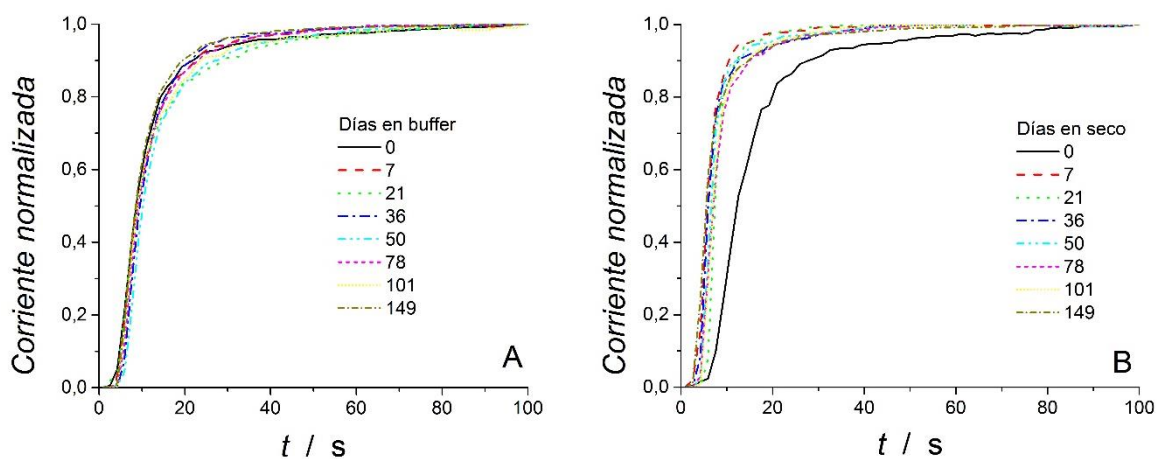 1,0
0,8
0,6
0,4
0,2
0,0
Corriente normalizada
Días en buffer
0
7
21
36
50
78
101
149
A
0 20 40 60 80 100
t / s
1,0
0,8
0,6
0,4
0,2
0,0
Corriente normalizada
Días en seco
0
7
21
36
50
78
101
149
B
0 20 40 60 80 100
t / s